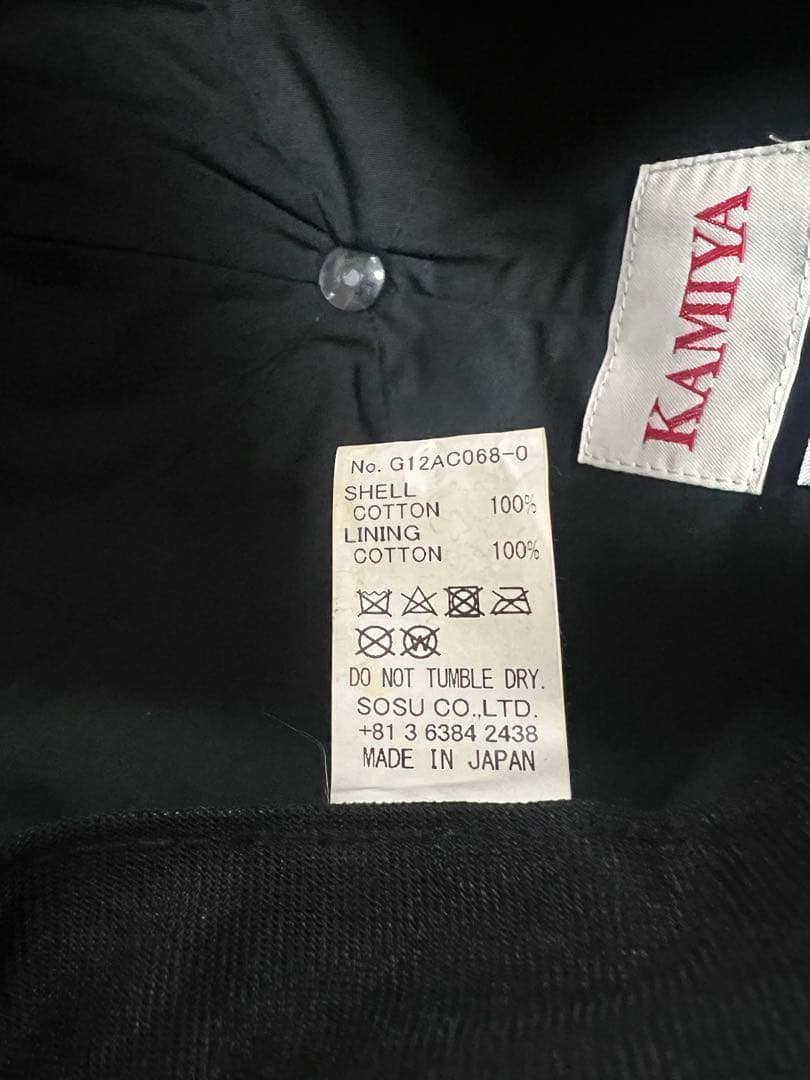 KAMIYA
No. G12AC068-0
SHELL
COTTON 100%
LINING
COTTON 100%
W
DO NOT TUMBLE DRY.
SOSU CO.,LTD.
+81 3 6384 2438
MADE IN JAPAN